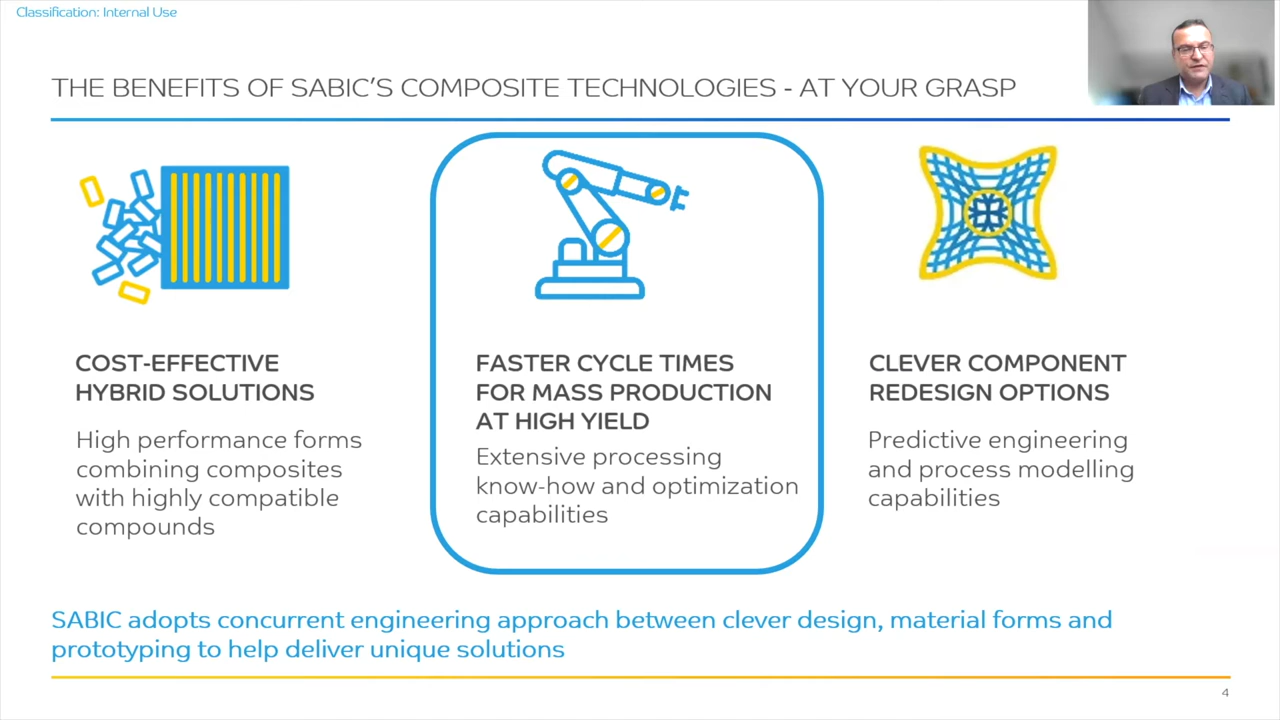 Classification: Internal Use
THE BENEFITS OF SABIC'S COMPOSITE TECHNOLOGIES - AT YOUR GRASP
COST-EFFECTIVE
HYBRID SOLUTIONS
High performance forms
combining composites
with highly compatible
compounds
FASTER CYCLE TIMES
FOR MASS PRODUCTION
AT HIGH YIELD
Extensive processing
know-how and optimization
capabilities
CLEVER COMPONENT
REDESIGN OPTIONS
Predictive engineering
and process modelling
capabilities
SABIC adopts concurrent engineering approach between clever design, material forms and
prototyping to help deliver unique solutions
4